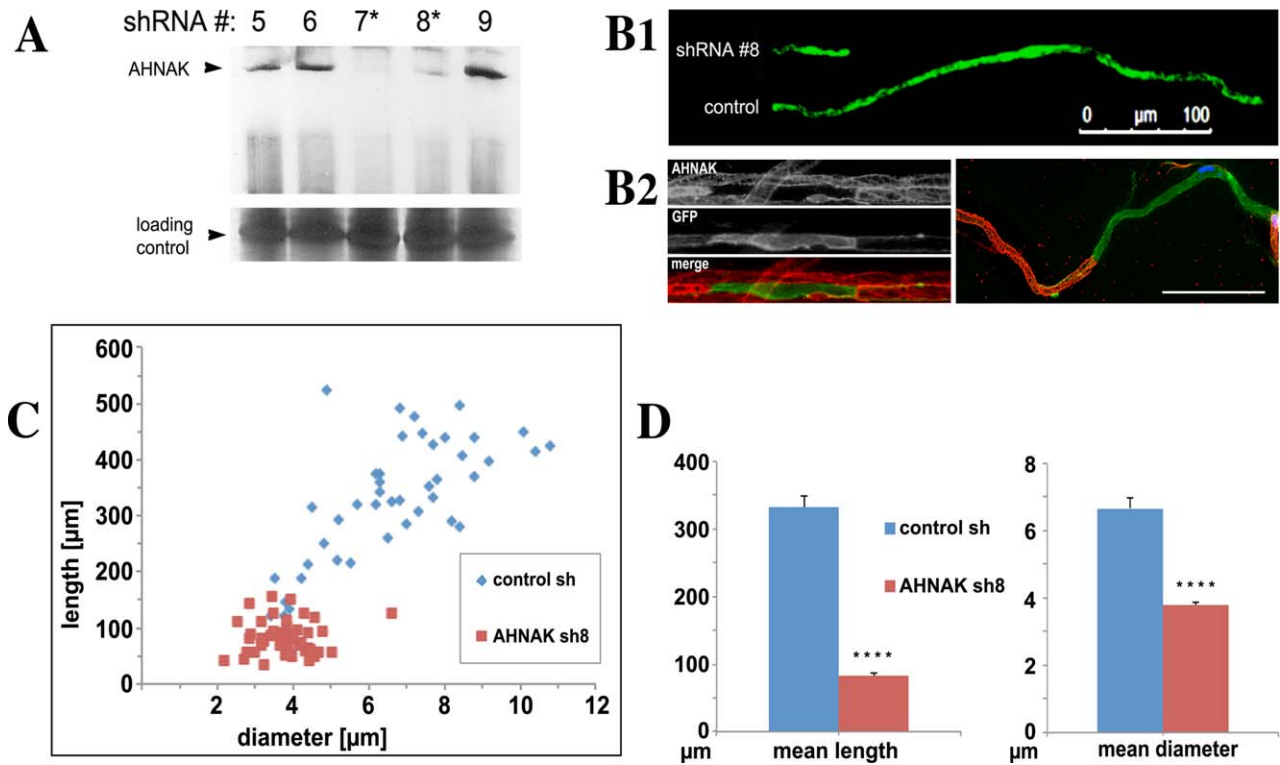 A
shRNA #: 5 6 7* 8* 9
AHNAK
loading
control
B1
shRNA #8
control
0 µm 100
B2
AHNAK
GFP
merge
C
600
500
400
300
200
100
0
length [µm]
2 4 6 8 10 12
diameter [µm]
control sh
AHNAK sh8
D
400
300
200
100
0
µm
****
mean length
control sh
AHNAK sh8
8
6
4
2
0
µm
****
mean diameter